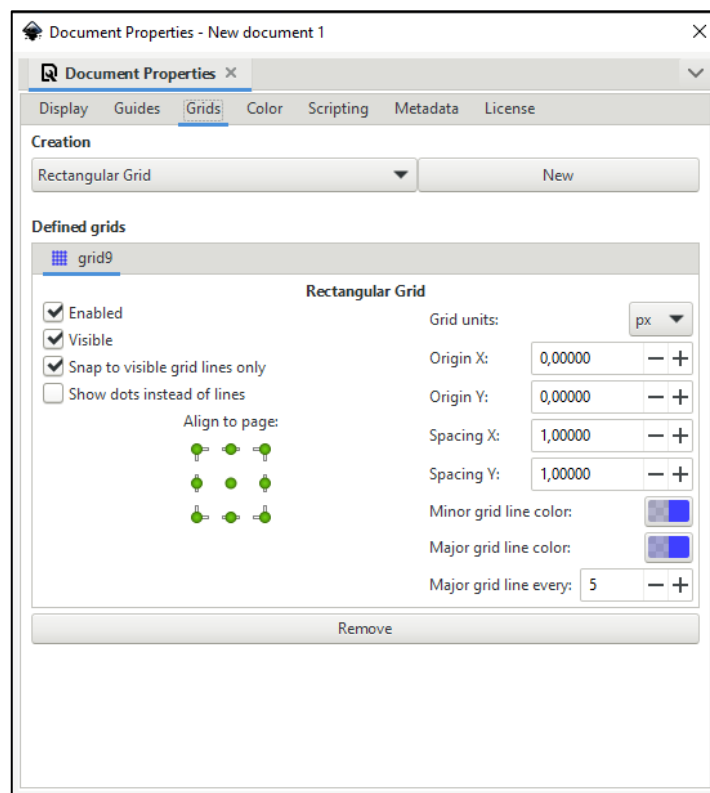 Document Properties - New document 1
Document Properties
Display Guides Grids Color Scripting Metadata License
Creation
Rectangular Grid New
Defined grids
grid9
Rectangular Grid
Enabled
Visible
Snap to visible grid lines only
Show dots instead of lines
Align to page:
Grid units: px
Origin X: 0,00000
Origin Y: 0,00000
Spacing X: 1,00000
Spacing Y: 1,00000
Minor grid line color:
Major grid line color:
Major grid line every: 5
Remove